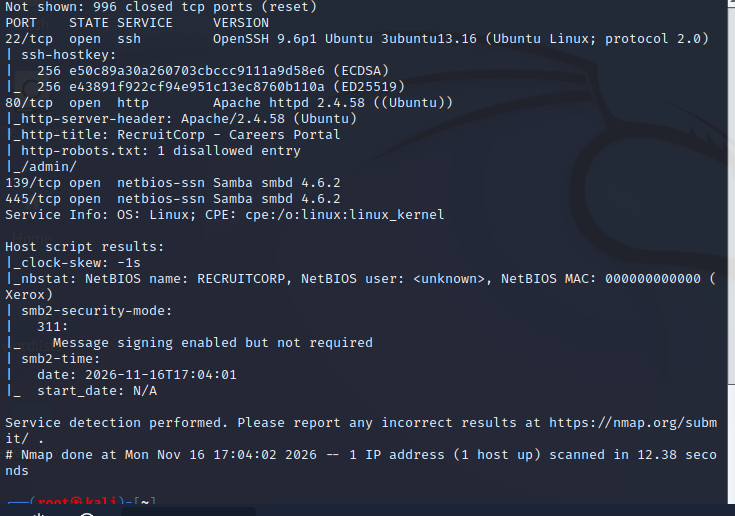 Not shown: 996 closed tcp ports (reset)
PORT    STATE SERVICE     VERSION
22/tcp  open  ssh         OpenSSH 9.6p1 Ubuntu 3ubuntu13.16 (Ubuntu Linux; protocol 2.0)
| ssh-hostkey:
|   256 e50c89a30a260703cbccc9111a9d58e6 (ECDSA)
|_  256 e43891f922cf94e951c13ec8760b110a (ED25519)
80/tcp  open  http        Apache httpd 2.4.58 ((Ubuntu))
|_http-server-header: Apache/2.4.58 (Ubuntu)
|_http-title: RecruitCorp - Careers Portal
| http-robots.txt: 1 disallowed entry
|_/admin/
139/tcp open  netbios-ssn Samba smbd 4.6.2
445/tcp open  netbios-ssn Samba smbd 4.6.2
Service Info: OS: Linux; CPE: cpe:/o:linux:linux_kernel

Host script results:
|_clock-skew: -1s
|_nbstat: NetBIOS name: RECRUITCORP, NetBIOS user: <unknown>, NetBIOS MAC: 000000000000 (
Xerox)
| smb2-security-mode:
|   311:
|_    Message signing enabled but not required
| smb2-time:
|   date: 2026-11-16T17:04:01
|_  start_date: N/A

Service detection performed. Please report any incorrect results at https://nmap.org/subm
it/ .
# Nmap done at Mon Nov 16 17:04:02 2026 -- 1 IP address (1 host up) scanned in 12.38 seco
nds

┌──(root㉿kali)-[~]